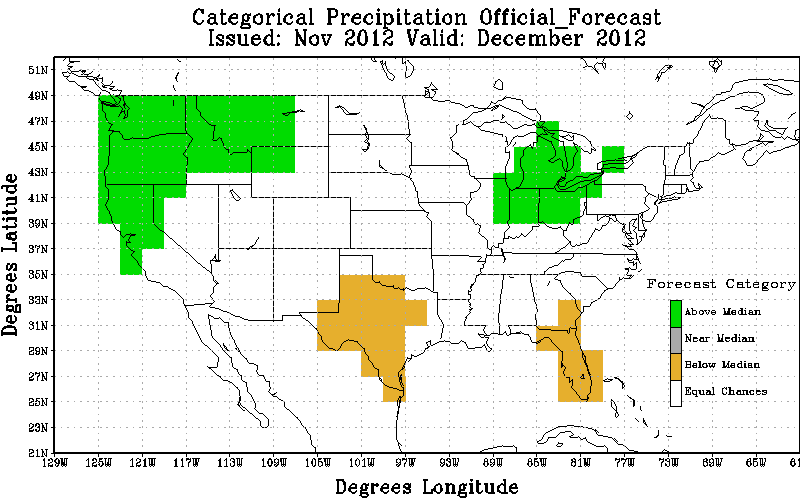 Categorical Precipitation Official_Forecast
Issued: Nov 2012 Valid: December 2012
51N
49N
47N
45N
43N
41N
39N
37N
35N
33N
31N
29N
27N
25N
23N
21N
Degrees Latitude
Forecast Category
Above Median
Near Median
Below Median
Equal Chances
129W 125W 121W 117W 113W 109W 105W 101W 97W 93W 89W 85W 81W 77W 73W 69W 65W 61
Degrees Longitude